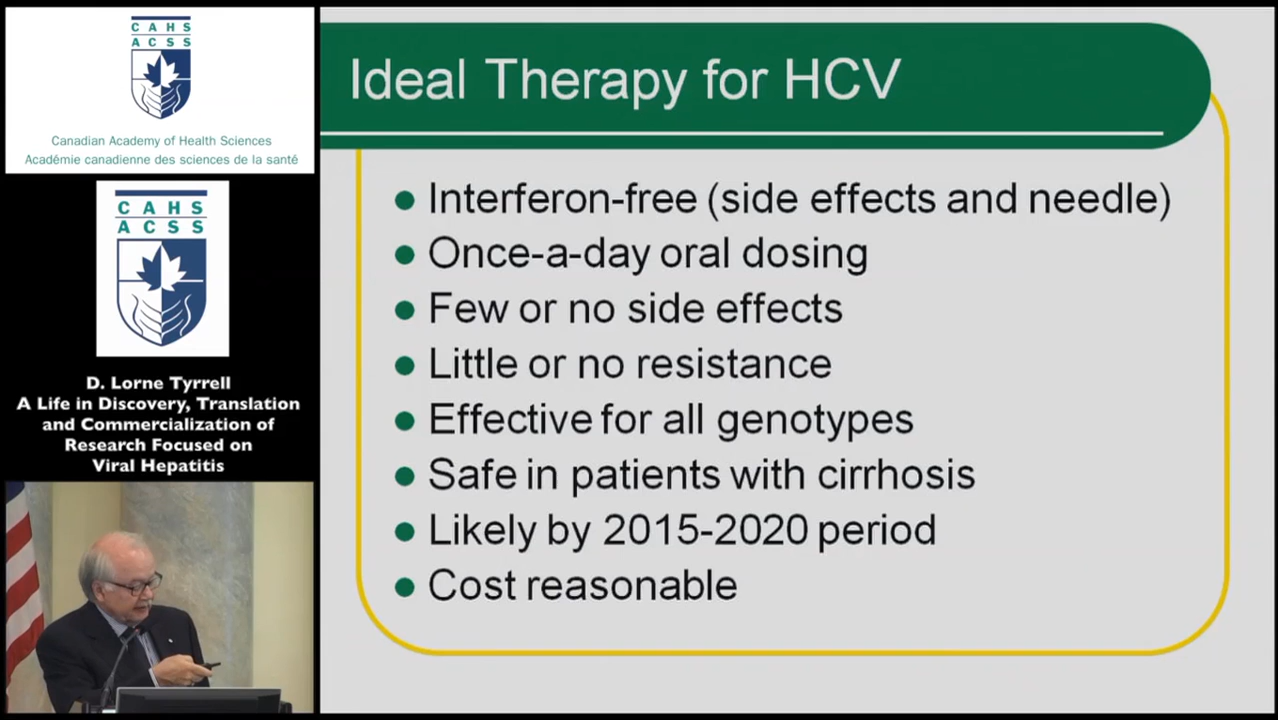 CAHS
ACSS
Canadian Academy of Health Sciences
Académie canadienne des sciences de la santé
CAHS
ACSS
D. Lorne Tyrrell
A Life in Discovery, Translation
and Commercialization of
Research Focused on
Viral Hepatitis
Ideal Therapy for HCV
Interferon-free (side effects and needle)
Once-a-day oral dosing
Few or no side effects
Little or no resistance
Effective for all genotypes
Safe in patients with cirrhosis
Likely by 2015-2020 period
Cost reasonable